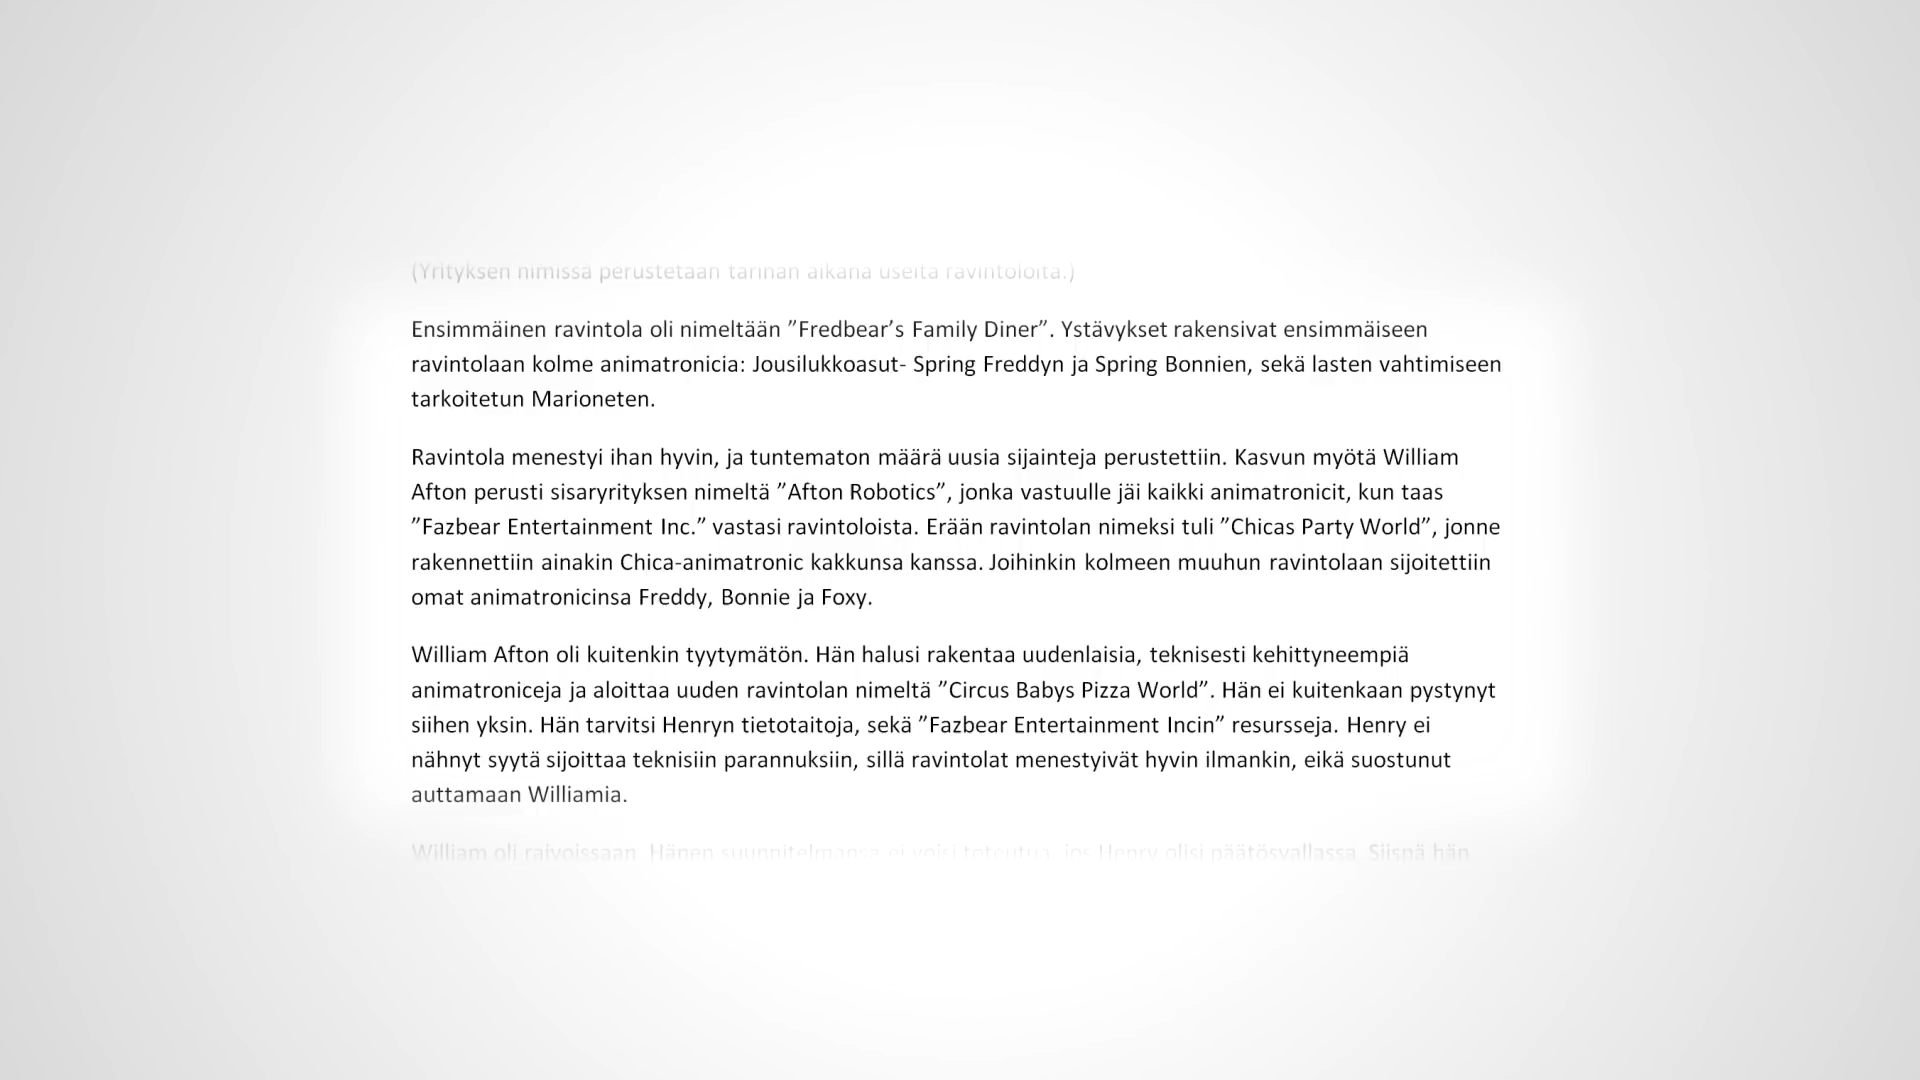 (Yrityksen nimissä perustetaan tarinan aikana useita ravintoloita.)
Ensimmäinen ravintola oli nimeltään ”Fredbear’s Family Diner”. Ystävykset rakensivat ensimmäiseen
ravintolaan kolme animatronicia: Jousilukkoasut- Spring Freddyn ja Spring Bonnien, sekä lasten vahtimiseen
tarkoitetun Marioneten.
Ravintola menestyi ihan hyvin, ja tuntematon määrä uusia sijainteja perustettiin. Kasvun myötä William
Afton perusti sisaryrityksen nimeltä ”Afton Robotics”, jonka vastuulle jäi kaikki animatronicit, kun taas
”Fazbear Entertainment Inc.” vastasi ravintoloista. Erään ravintolan nimeksi tuli ”Chicas Party World”, jonne
rakennettiin ainakin Chica-animatronic kakkunsa kanssa. Joihinkin kolmeen muuhun ravintolaan sijoitettiin
omat animatronicinsa Freddy, Bonnie ja Foxy.
William Afton oli kuitenkin tyytymätön. Hän halusi rakentaa uudenlaisia, teknisesti kehittyneempiä
animatroniceja ja aloittaa uuden ravintolan nimeltä ”Circus Babys Pizza World”. Hän ei kuitenkaan pystynyt
siihen yksin. Hän tarvitsi Henryn tietotaitoja, sekä ”Fazbear Entertainment Incin” resursseja. Henry ei
nähnyt syytä sijoittaa teknisiin parannuksiin, sillä ravintolat menestyivät hyvin ilmankin, eikä suostunut
auttamaan Williamia.
William oli raivoissaan. Hänen suunnitelmansa ei voisi toteutua, jos Henry olisi päätösvallassa. Siispä hän